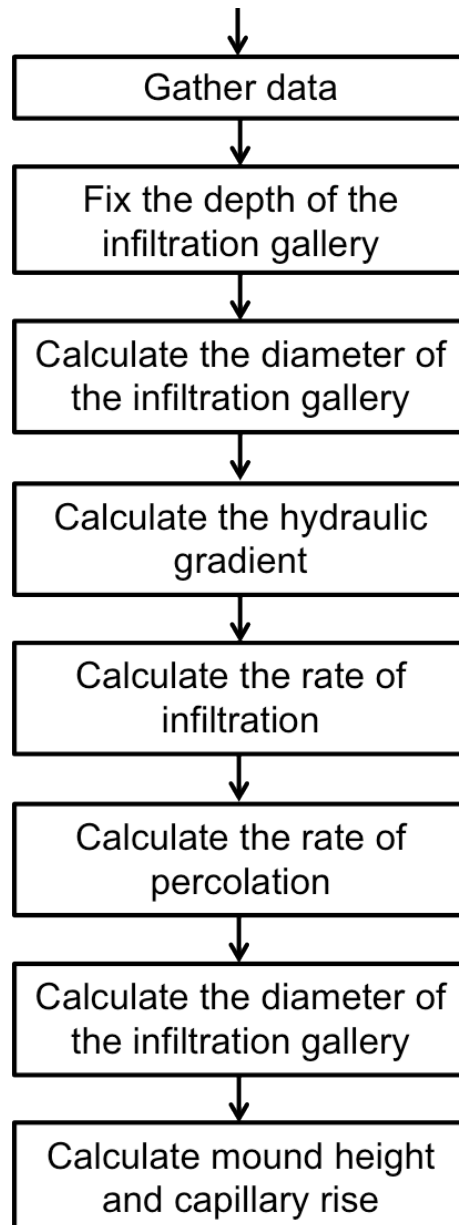 Gather data
Fix the depth of the
infiltration gallery
Calculate the diameter of
the infiltration gallery
Calculate the hydraulic
gradient
Calculate the rate of
infiltration
Calculate the rate of
percolation
Calculate the diameter of
the infiltration gallery
Calculate mound height
and capillary rise